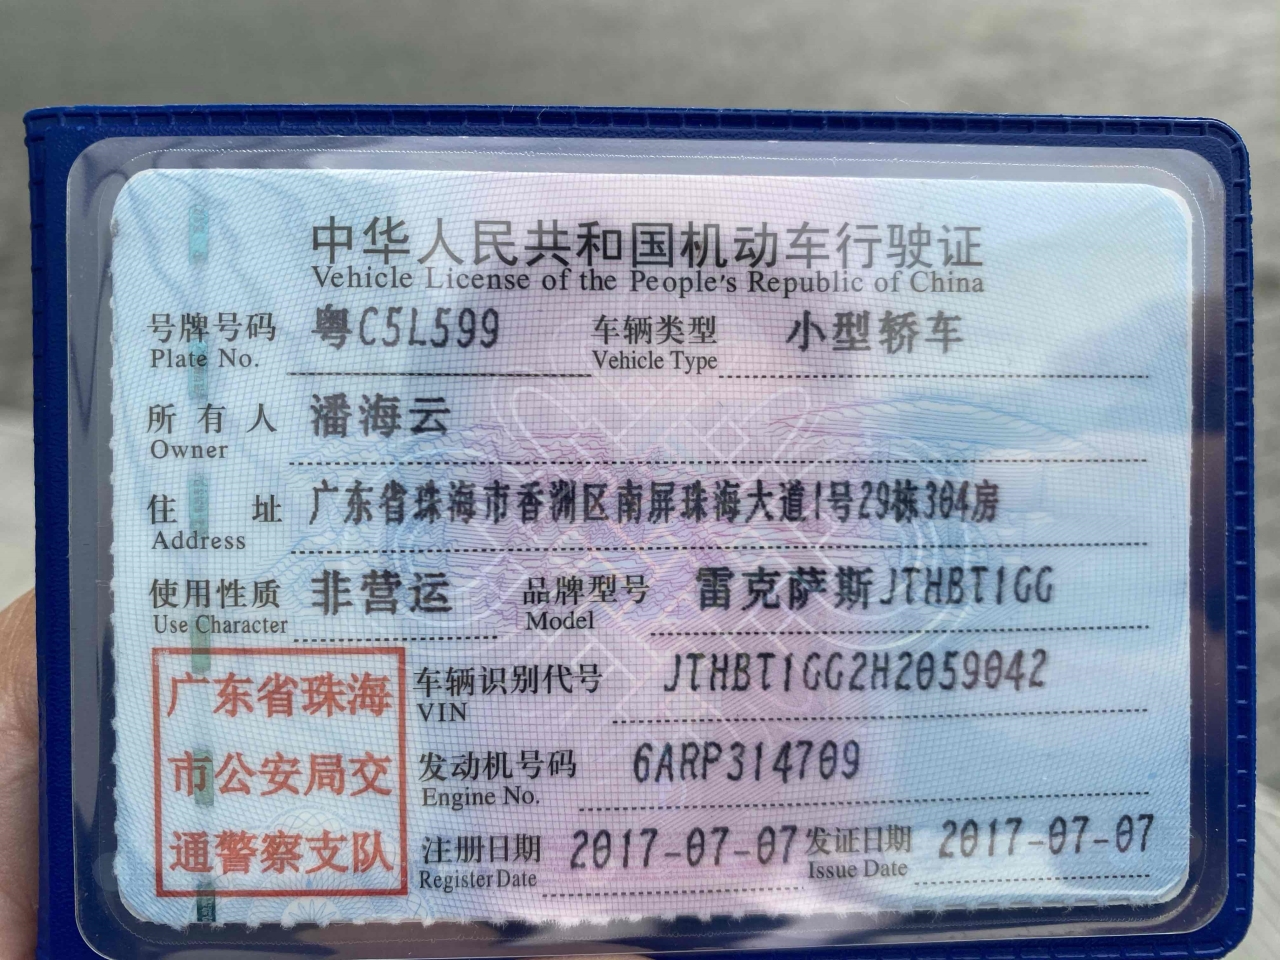 中华人民共和国机动车行驶证
Vehicle License of the People's Republic of China
号牌号码 粤C5L599 车辆类型 小型轿车
Plate No. Vehicle Type
所有人 潘海云
Owner
住址 广东省珠海市香洲区南屏珠海大道1号29栋304房
Address
使用性质 非营运 品牌型号 雷克萨斯JTHBT1GG
Use Character Model
广东省珠海
市公安局交
通警察支队
车辆识别代号 JTHBT1GG2H2059042
VIN
发动机号码 6ARP314709
Engine No.
注册日期 2017-07-07 发证日期 2017-07-07
Register Date Issue Date